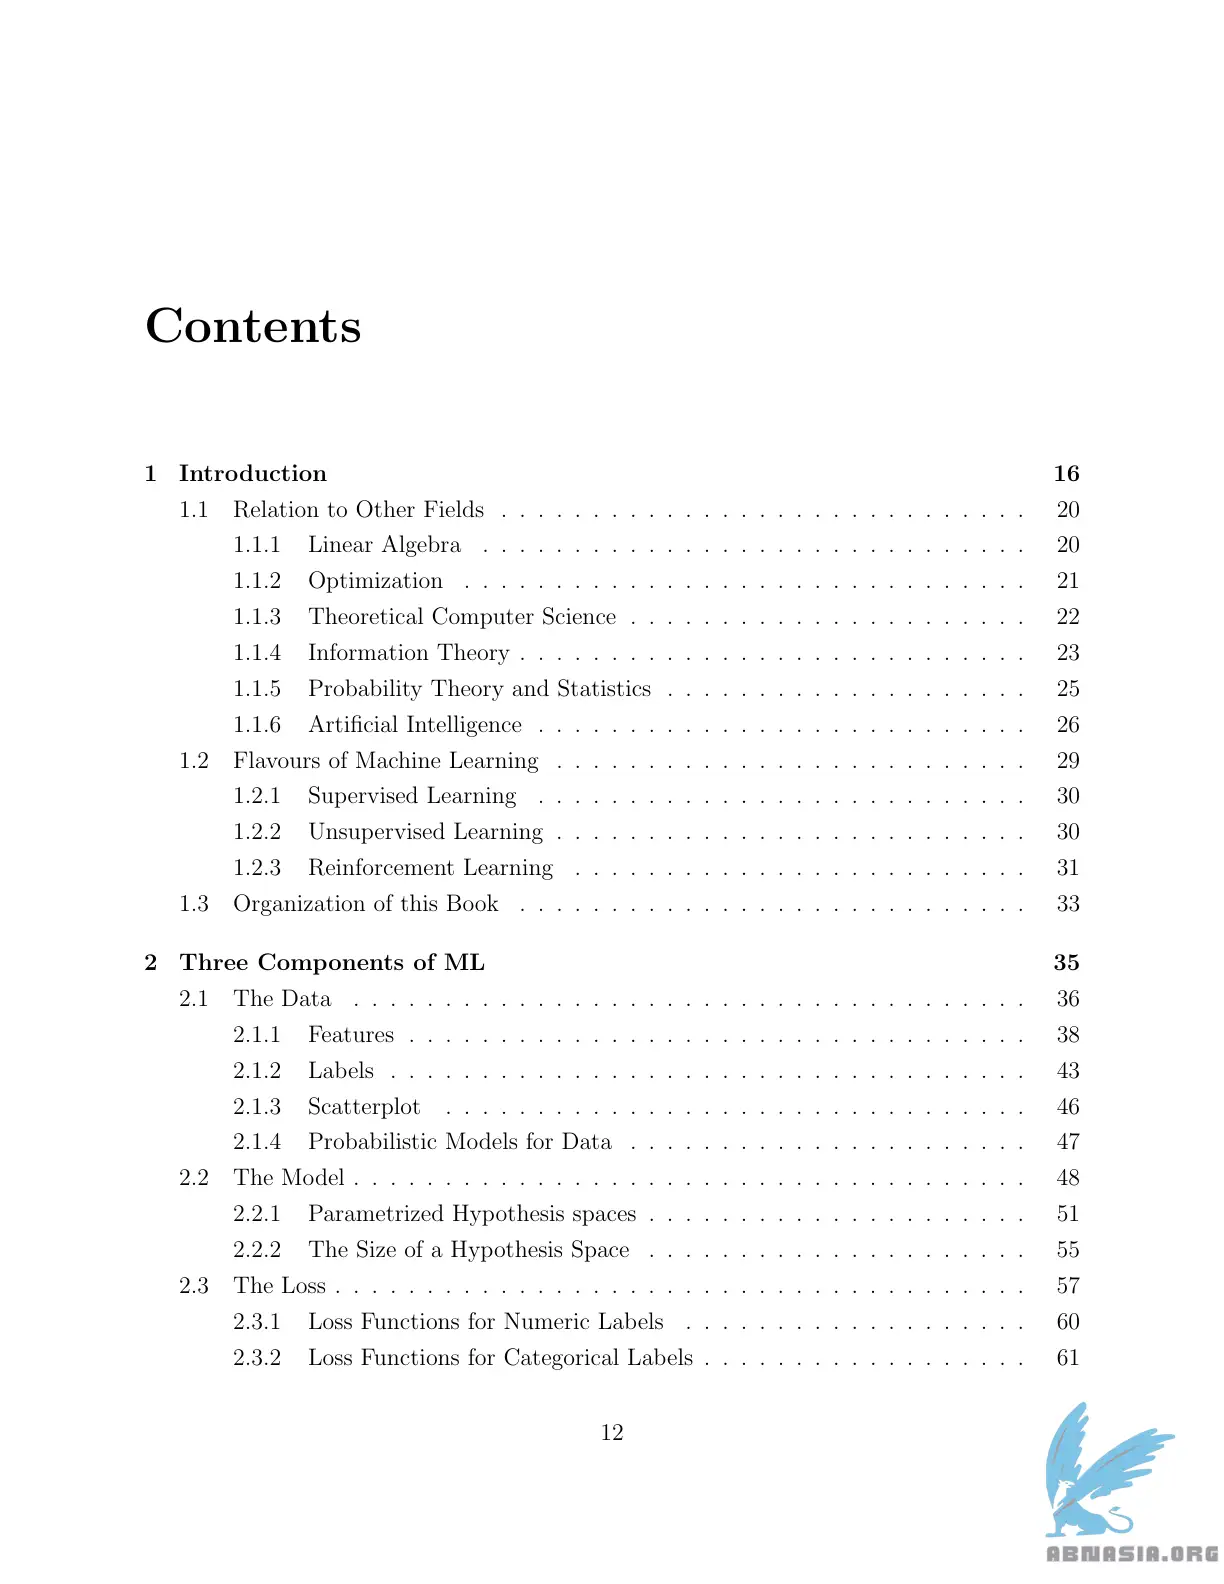 Contents
1 Introduction 16
1.1 Relation to Other Fields . . . . . . . . . . . . . . . . . . . . . . . . . . . . . 20
1.1.1 Linear Algebra . . . . . . . . . . . . . . . . . . . . . . . . . . . . . . 20
1.1.2 Optimization . . . . . . . . . . . . . . . . . . . . . . . . . . . . . . . 21
1.1.3 Theoretical Computer Science . . . . . . . . . . . . . . . . . . . . . . 22
1.1.4 Information Theory . . . . . . . . . . . . . . . . . . . . . . . . . . . . 23
1.1.5 Probability Theory and Statistics . . . . . . . . . . . . . . . . . . . . 25
1.1.6 Artificial Intelligence . . . . . . . . . . . . . . . . . . . . . . . . . . . 26
1.2 Flavours of Machine Learning . . . . . . . . . . . . . . . . . . . . . . . . . . 29
1.2.1 Supervised Learning . . . . . . . . . . . . . . . . . . . . . . . . . . . 30
1.2.2 Unsupervised Learning . . . . . . . . . . . . . . . . . . . . . . . . . . 30
1.2.3 Reinforcement Learning . . . . . . . . . . . . . . . . . . . . . . . . . 31
1.3 Organization of this Book . . . . . . . . . . . . . . . . . . . . . . . . . . . . 33
2 Three Components of ML 35
2.1 The Data . . . . . . . . . . . . . . . . . . . . . . . . . . . . . . . . . . . . . 36
2.1.1 Features . . . . . . . . . . . . . . . . . . . . . . . . . . . . . . . . . . 38
2.1.2 Labels . . . . . . . . . . . . . . . . . . . . . . . . . . . . . . . . . . . 43
2.1.3 Scatterplot . . . . . . . . . . . . . . . . . . . . . . . . . . . . . . . . 46
2.1.4 Probabilistic Models for Data . . . . . . . . . . . . . . . . . . . . . . 47
2.2 The Model . . . . . . . . . . . . . . . . . . . . . . . . . . . . . . . . . . . . . 48
2.2.1 Parametrized Hypothesis spaces . . . . . . . . . . . . . . . . . . . . . 51
2.2.2 The Size of a Hypothesis Space . . . . . . . . . . . . . . . . . . . . . 55
2.3 The Loss . . . . . . . . . . . . . . . . . . . . . . . . . . . . . . . . . . . . . . 57
2.3.1 Loss Functions for Numeric Labels . . . . . . . . . . . . . . . . . . . 60
2.3.2 Loss Functions for Categorical Labels . . . . . . . . . . . . . . . . . . 61
12
ABNASIA.ORG